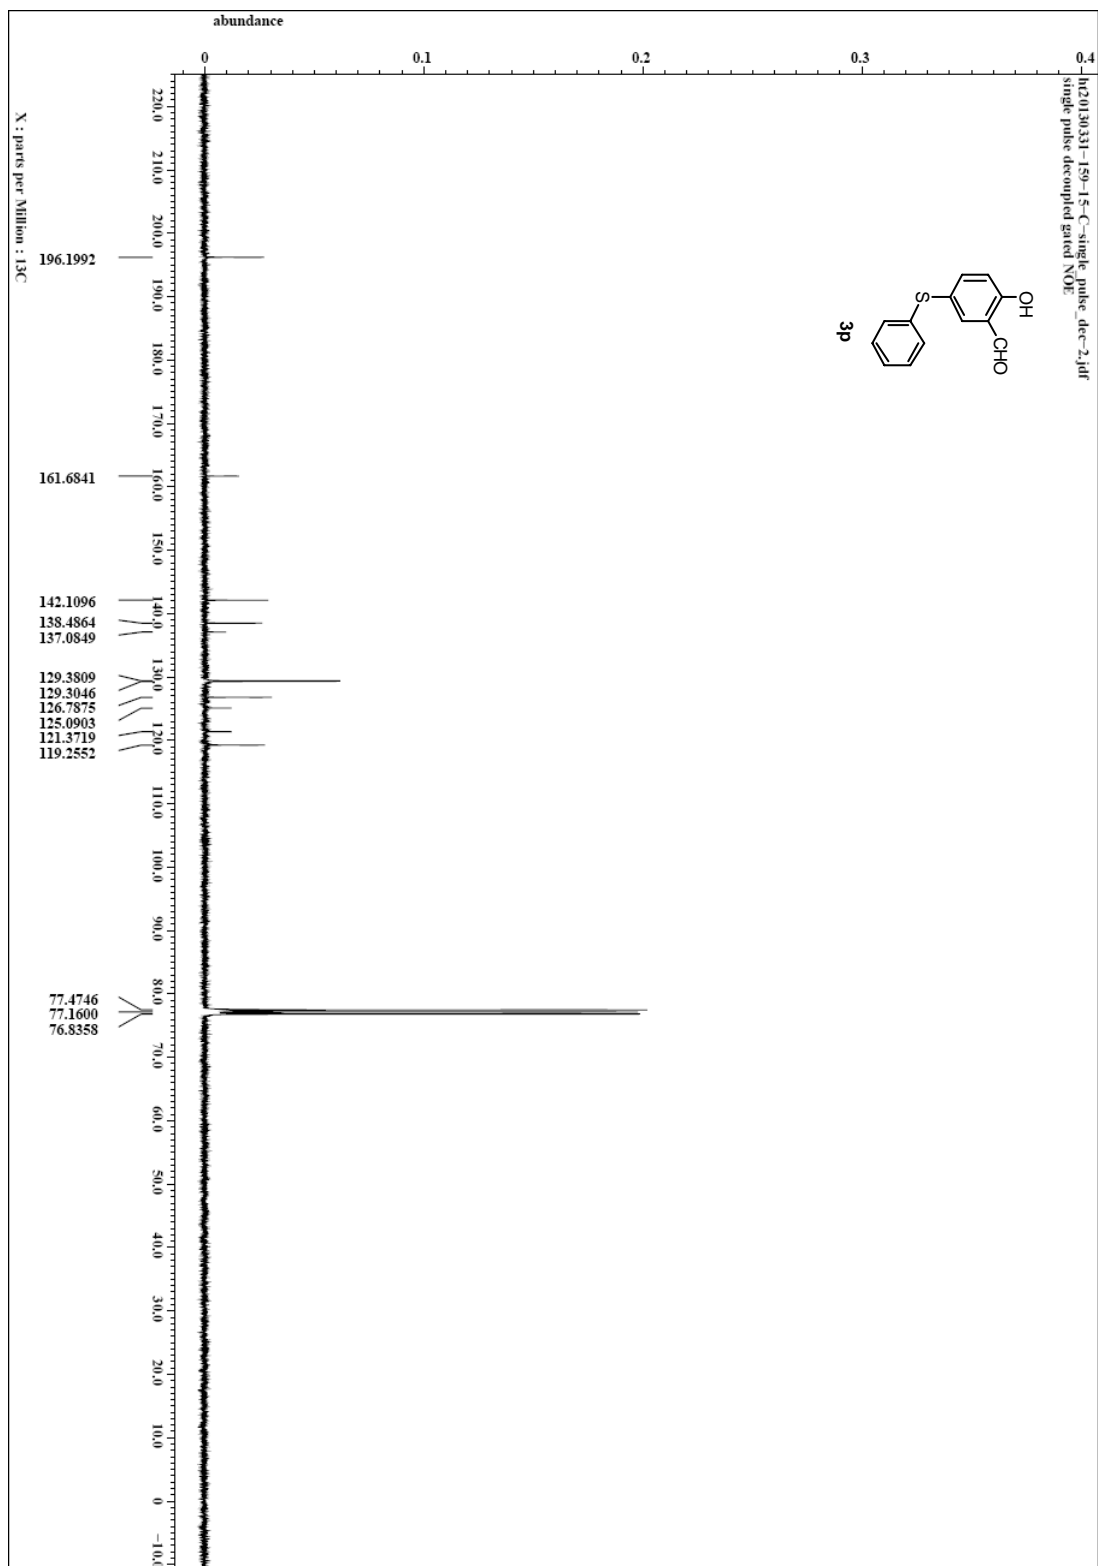 ht20130331-159-15-C-single_pulse_dec-2.jdf
single pulse decoupled gated NOE
abundance
0 0.1 0.2 0.3 0.4
OH
CHO
S
3p
220.0 210.0 200.0 190.0 180.0 170.0 160.0 150.0 140.0 130.0 120.0 110.0 100.0 90.0 80.0 70.0 60.0 50.0 40.0 30.0 20.0 10.0 0 -10.0
196.1992
161.6841
142.1096
138.4864
137.0849
129.3809
129.3046
126.7875
125.0903
121.3719
119.2552
77.4746
77.1600
76.8358
X : parts per Million : 13C